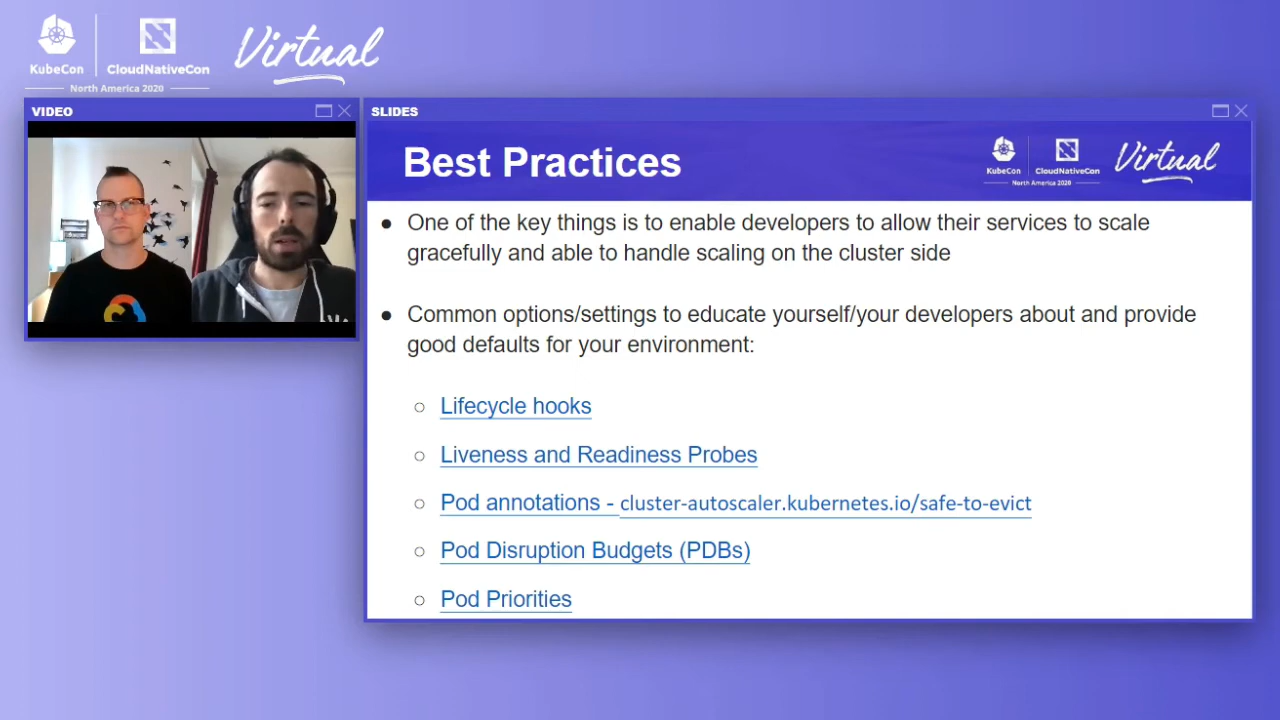 KubeCon
CloudNativeCon
North America 2020
Virtual
VIDEO
SLIDES
Best Practices
KubeCon
CloudNativeCon
North America 2020
Virtual
● One of the key things is to enable developers to allow their services to scale
gracefully and able to handle scaling on the cluster side
● Common options/settings to educate yourself/your developers about and provide
good defaults for your environment:
○ Lifecycle hooks
○ Liveness and Readiness Probes
○ Pod annotations - cluster-autoscaler.kubernetes.io/safe-to-evict
○ Pod Disruption Budgets (PDBs)
○ Pod Priorities